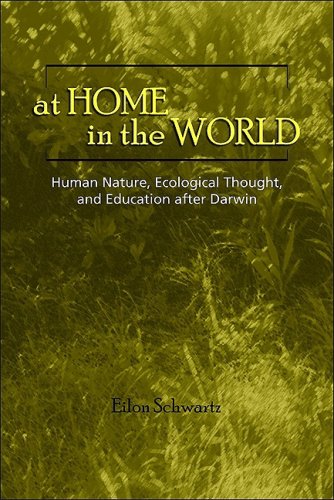 at HOME
in the WORLD
Human Nature, Ecological Thought,
and Education after Darwin
Eilon Schwartz